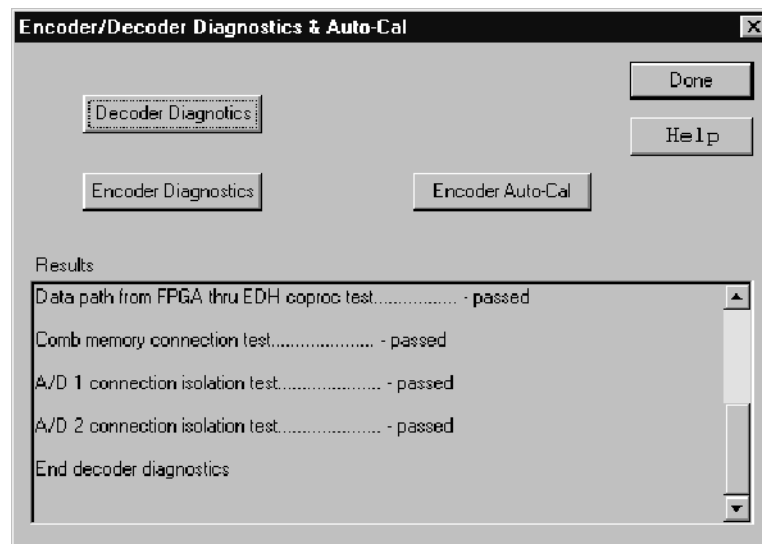 Encoder/Decoder Diagnostics & Auto-Cal
Done
Decoder Diagnotics
Help
Encoder Diagnostics
Encoder Auto-Cal
Results
Data path from FPGA thru EDH coproc test................ - passed
Comb memory connection test.................... - passed
A/D 1 connection isolation test.................... - passed
A/D 2 connection isolation test.................... - passed
End decoder diagnostics